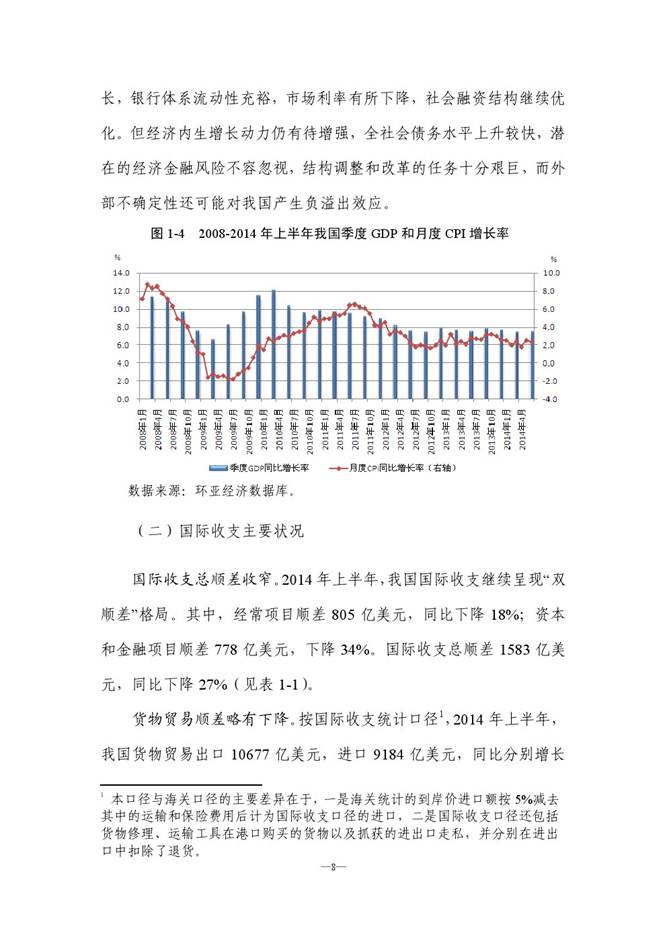 长，银行体系流动性充裕，市场利率有所下降，社会融资结构继续优
化。但经济内生增长动力仍有待增强，全社会债务水平上升较快，潜
在的经济金融风险不容忽视，结构调整和改革的任务十分艰巨，而外
部不确定性还可能对我国产生负溢出效应。
图 1-4 2008-2014 年上半年我国季度 GDP 和月度 CPI 增长率
% %
14.0 10.0
12.0 8.0
10.0 6.0
8.0 4.0
6.0 2.0
4.0 0.0
2.0 -2.0
0.0 -4.0
2008年1月 2008年4月 2008年7月 2008年10月 2009年1月 2009年4月 2009年7月 2009年10月 2010年1月 2010年4月 2010年7月 2010年10月 2011年1月 2011年4月 2011年7月 2011年10月 2012年1月 2012年4月 2012年7月 2012年10月 2013年1月 2013年4月 2013年7月 2013年10月 2014年1月 2014年4月
季度GDP同比增长率 月度CPI同比增长率（右轴）
数据来源：环亚经济数据库。
（二）国际收支主要状况
国际收支总顺差收窄。2014 年上半年，我国国际收支继续呈现“双
顺差”格局。其中，经常项目顺差 805 亿美元，同比下降 18%；资本
和金融项目顺差 778 亿美元，下降 34%。国际收支总顺差 1583 亿美
元，同比下降 27%（见表 1-1）。
货物贸易顺差略有下降。按国际收支统计口径1，2014 年上半年，
我国货物贸易出口 10677 亿美元，进口 9184 亿美元，同比分别增长
1 本口径与海关口径的主要差异在于，一是海关统计的到岸价进口额按 5%减去
其中的运输和保险费用后计为国际收支口径的进口，二是国际收支口径还包括
货物修理、运输工具在港口购买的货物以及抓获的进出口走私，并分别在进出
口中扣除了退货。
—8—